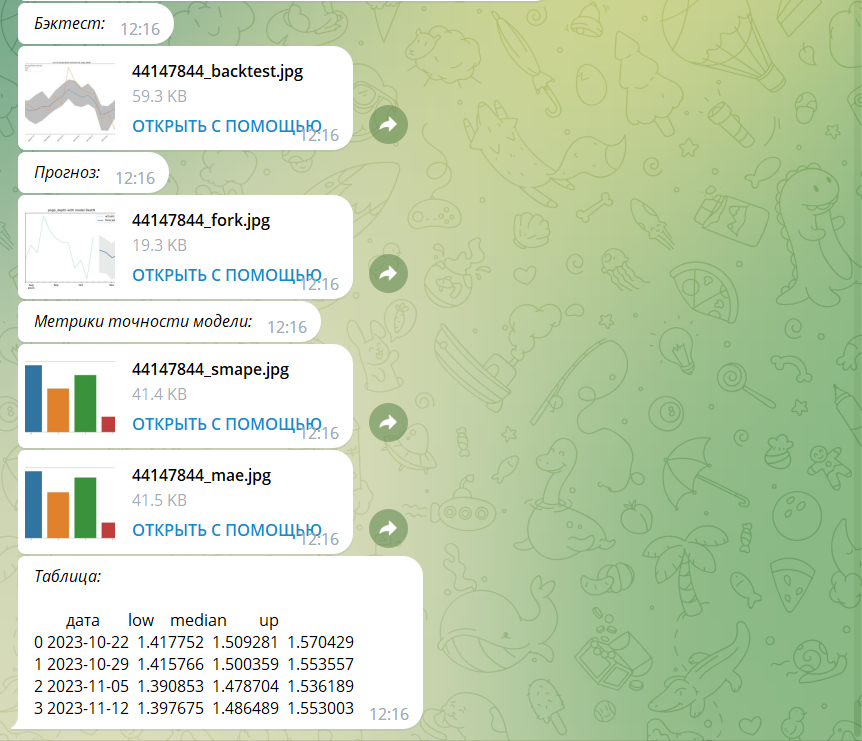 Бэктест:
12:16
44147844_backtest.jpg
59.3 KB
ОТКРЫТЬ С ПОМОЩЬЮ
12:16
Прогноз:
12:16
44147844_fork.jpg
19.3 KB
ОТКРЫТЬ С ПОМОЩЬЮ
12:16
Метрики точности модели:
12:16
44147844_smape.jpg
41.4 KB
ОТКРЫТЬ С ПОМОЩЬЮ
12:16
44147844_mae.jpg
41.5 KB
ОТКРЫТЬ С ПОМОЩЬЮ
12:16
Таблица:
дата low median up
0 2023-10-22 1.417752 1.509281 1.570429
1 2023-10-29 1.415766 1.500359 1.553557
2 2023-11-05 1.390853 1.478704 1.536189
3 2023-11-12 1.397675 1.486489 1.553003
12:16